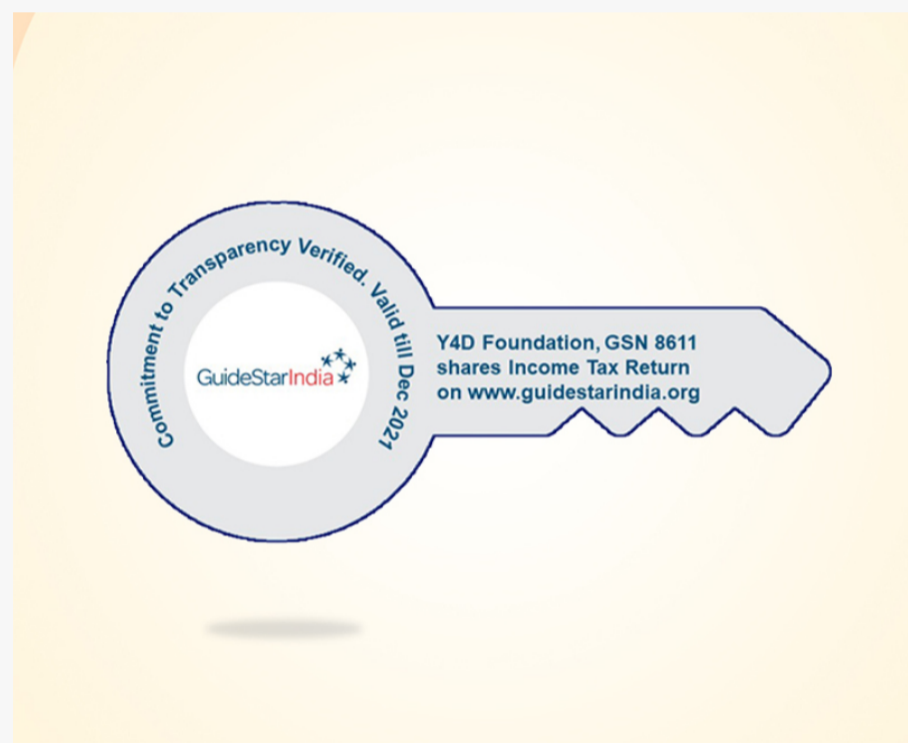 Commitment to Transparency Verified. Valid till Dec 2021
GuideStarIndia
Y4D Foundation, GSN 8611
shares Income Tax Return
on www.guidestarindia.org